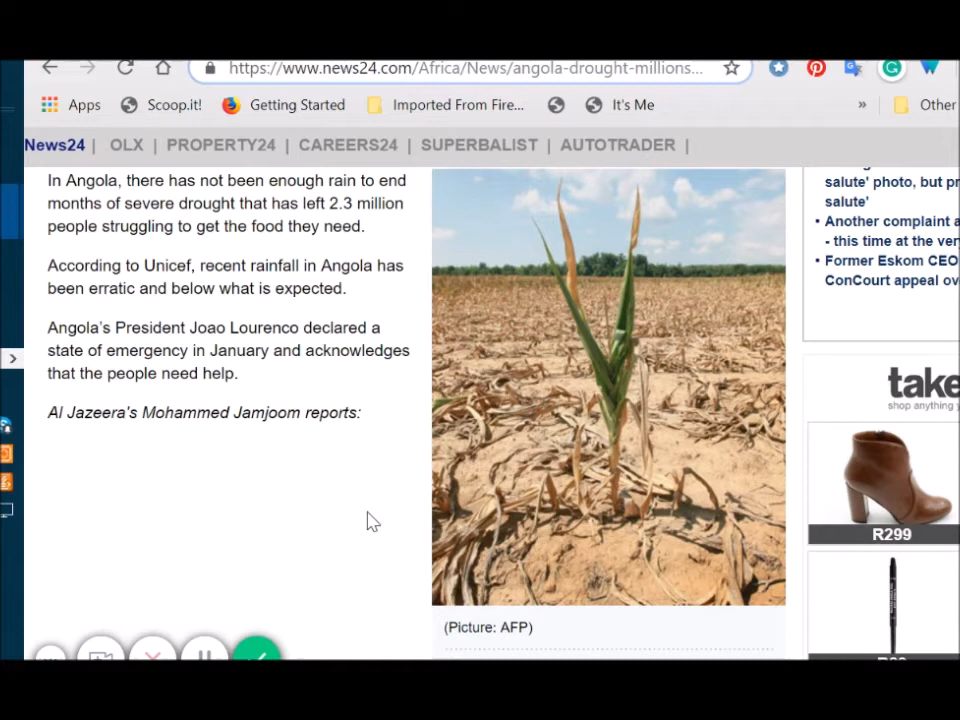 https://www.news24.com/Africa/News/angola-drought-millions...
Apps Scoop.it! Getting Started Imported From Fire... It's Me » Other
News24 | OLX | PROPERTY24 | CAREERS24 | SUPERBALIST | AUTOTRADER |
In Angola, there has not been enough rain to end
months of severe drought that has left 2.3 million
people struggling to get the food they need.
According to Unicef, recent rainfall in Angola has
been erratic and below what is expected.
Angola's President Joao Lourenco declared a
state of emergency in January and acknowledges
that the people need help.
Al Jazeera's Mohammed Jamjoom reports:
(Picture: AFP)
salute' photo, but
salute'
• Another complaint
- this time at the
• Former Eskom CEO
ConCourt appeal
take
shop anything
R299